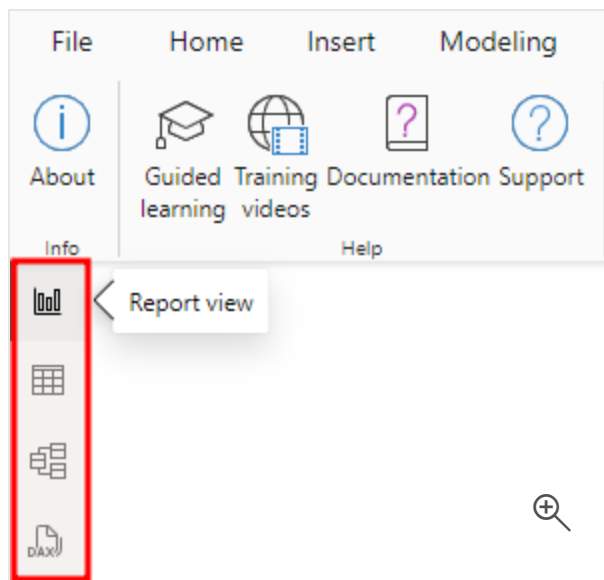 File Home Insert Modeling
About Guided learning Training videos Documentation Support
Info Help
Report view
DAX